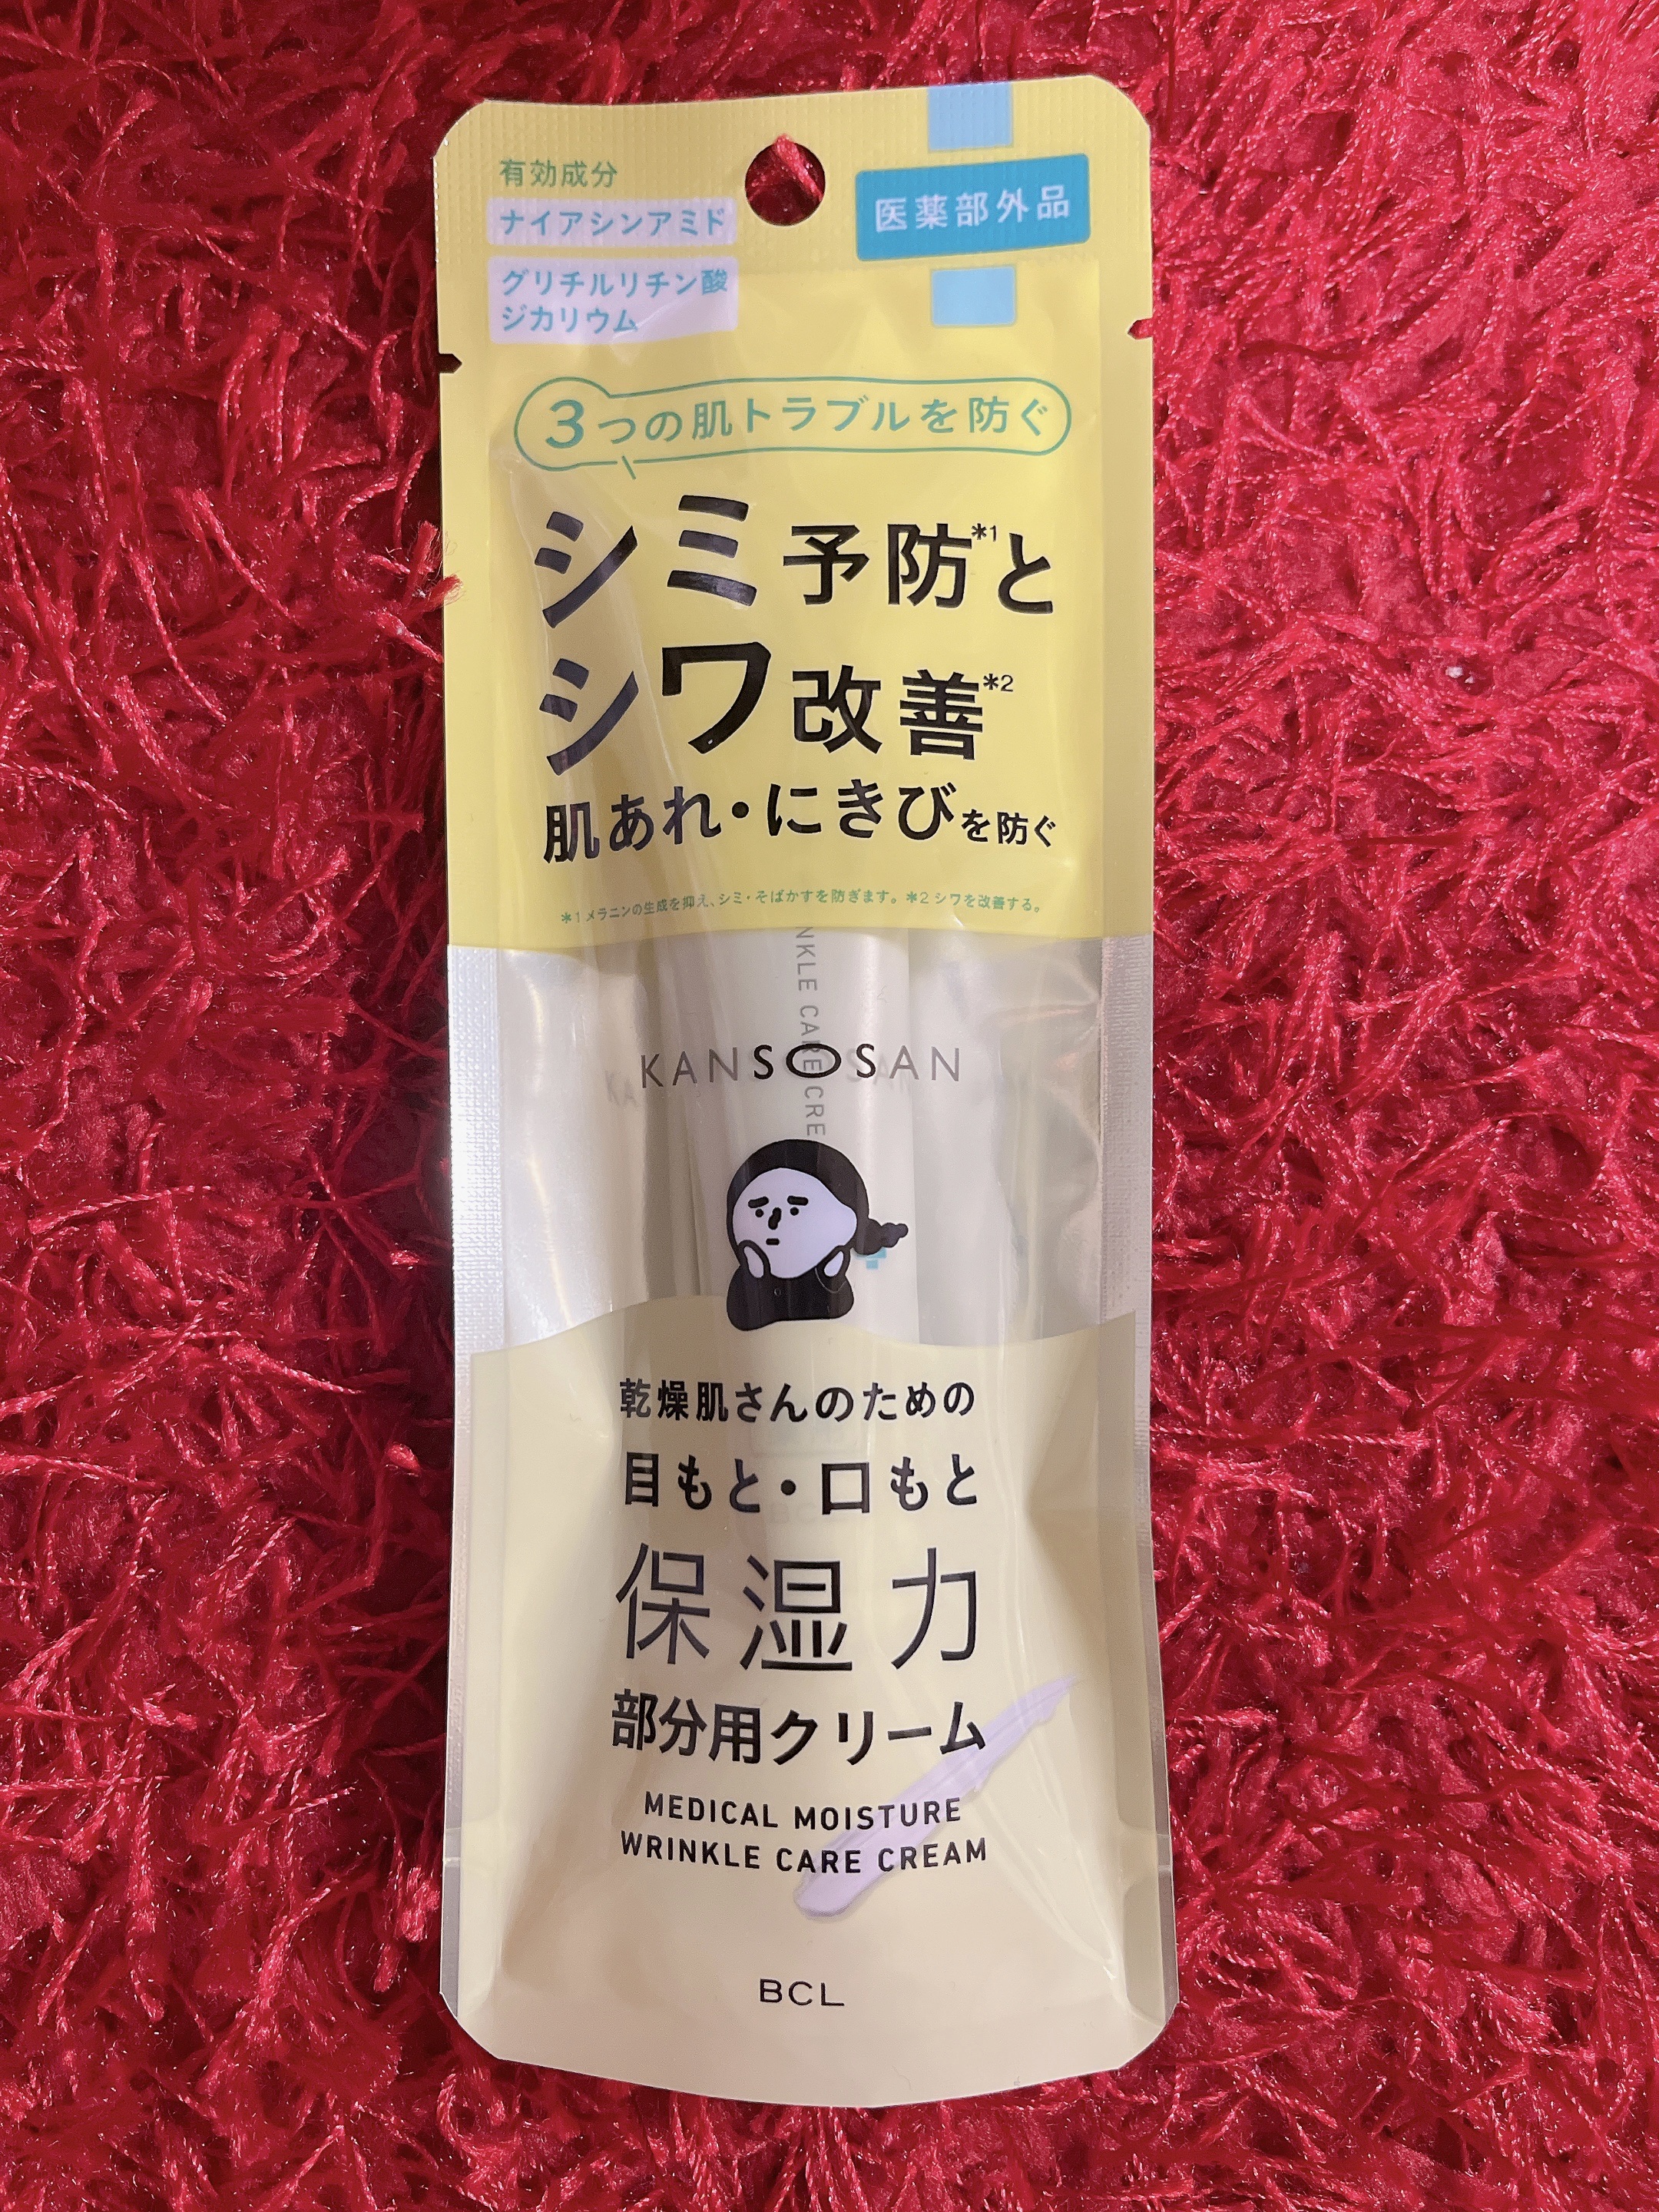 有効成分
ナイアシンアミド
グリチルリチン酸
ジカリウム
医薬部外品
3つの肌トラブルを防ぐ
シミ予防*1と
シワ改善*2
肌あれ・にきびを防ぐ
*1 メラニンの生成を抑え、シミ・そばかすを防ぎます。*2 シワを改善する。
NKLE CARE CRE
KANSOSAN
乾燥肌さんのための
目もと・口もと
保湿力
部分用クリーム
MEDICAL MOISTURE
WRINKLE CARE CREAM
BCL